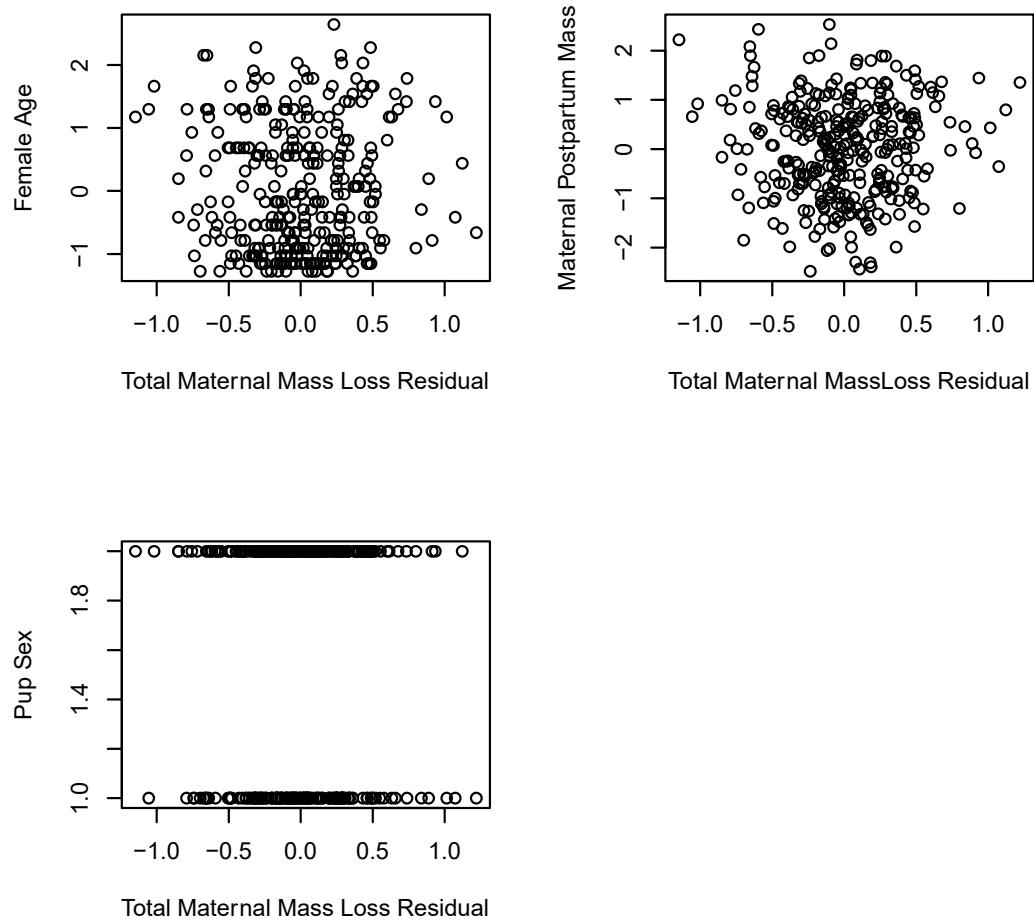 Female Age
2
1
0
−1
−1.0 −0.5 0.0 0.5 1.0
Total Maternal Mass Loss Residual
Maternal Postpartum Mass
2
1
0
−1
−2
−1.0 −0.5 0.0 0.5 1.0
Total Maternal MassLoss Residual
Pup Sex
1.8
1.4
1.0
−1.0 −0.5 0.0 0.5 1.0
Total Maternal Mass Loss Residual